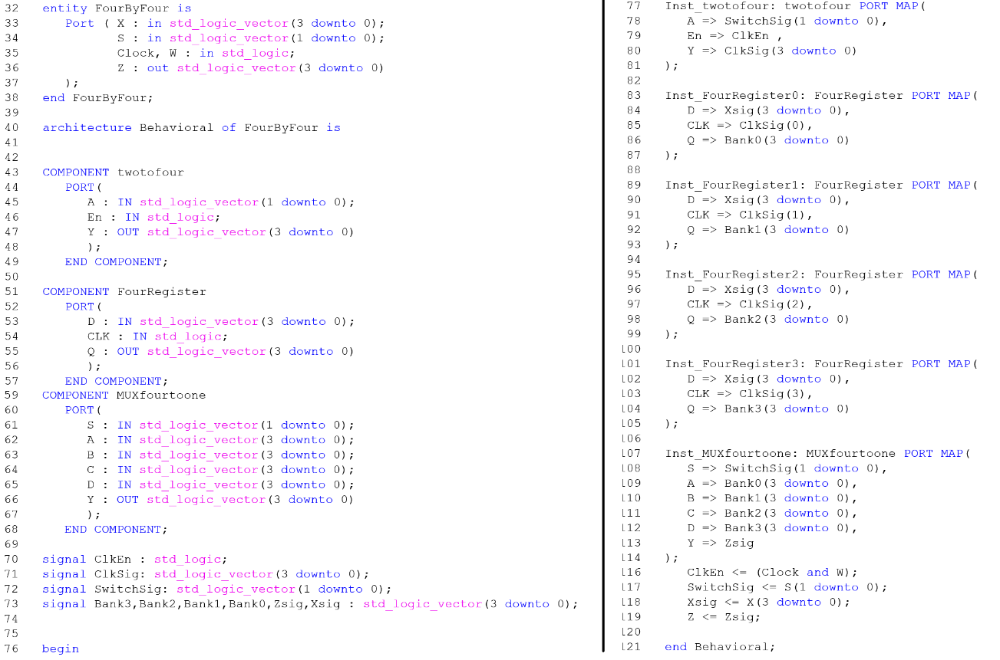 32 entity FourByFour is
33 Port ( X : in std_logic_vector(3 downto 0);
34 S : in std_logic_vector(1 downto 0);
35 Clock, W : in std_logic;
36 Z : out std_logic_vector(3 downto 0)
37 );
38 end FourByFour;
39
40 architecture Behavioral of FourByFour is
41
42
43 COMPONENT twotofour
44 PORT(
45 A : IN std_logic_vector(1 downto 0);
46 En : IN std_logic;
47 Y : OUT std_logic_vector(3 downto 0)
48 );
49 END COMPONENT;
50
51 COMPONENT FourRegister
52 PORT(
53 D : IN std_logic_vector(3 downto 0);
54 CLK : IN std_logic;
55 Q : OUT std_logic_vector(3 downto 0)
56 );
57 END COMPONENT;
59 COMPONENT MUXfourtoone
60 PORT(
61 S : IN std_logic_vector(1 downto 0);
62 A : IN std_logic_vector(3 downto 0);
63 B : IN std_logic_vector(3 downto 0);
64 C : IN std_logic_vector(3 downto 0);
65 D : IN std_logic_vector(3 downto 0);
66 Y : OUT std_logic_vector(3 downto 0)
67 );
68 END COMPONENT;
69
70 signal ClkEn : std_logic;
71 signal ClkSig: std_logic_vector(3 downto 0);
72 signal SwitchSig: std_logic_vector(1 downto 0);
73 signal Bank3,Bank2,Bank1,Bank0,Zsig,Xsig : std_logic_vector(3 downto 0);
74
75
76 begin
77 Inst_twotofour: twotofour PORT MAP(
78 A => SwitchSig(1 downto 0),
79 En => ClkEn ,
80 Y => ClkSig(3 downto 0)
81 );
82
83 Inst_FourRegister0: FourRegister PORT MAP(
84 D => Xsig(3 downto 0),
85 CLK => ClkSig(0),
86 Q => Bank0(3 downto 0)
87 );
88
89 Inst_FourRegister1: FourRegister PORT MAP(
90 D => Xsig(3 downto 0),
91 CLK => ClkSig(1),
92 Q => Bank1(3 downto 0)
93 );
94
95 Inst_FourRegister2: FourRegister PORT MAP(
96 D => Xsig(3 downto 0),
97 CLK => ClkSig(2),
98 Q => Bank2(3 downto 0)
99 );
100
101 Inst_FourRegister3: FourRegister PORT MAP(
102 D => Xsig(3 downto 0),
103 CLK => ClkSig(3),
104 Q => Bank3(3 downto 0)
105 );
106
107 Inst_MUXfourtoone: MUXfourtoone PORT MAP(
108 S => SwitchSig(1 downto 0),
109 A => Bank0(3 downto 0),
110 B => Bank1(3 downto 0),
111 C => Bank2(3 downto 0),
112 D => Bank3(3 downto 0),
113 Y => Zsig
114 );
116 ClkEn <= (Clock and W);
117 SwitchSig <= S(1 downto 0);
118 Xsig <= X(3 downto 0);
119 Z <= Zsig;
120
121 end Behavioral;